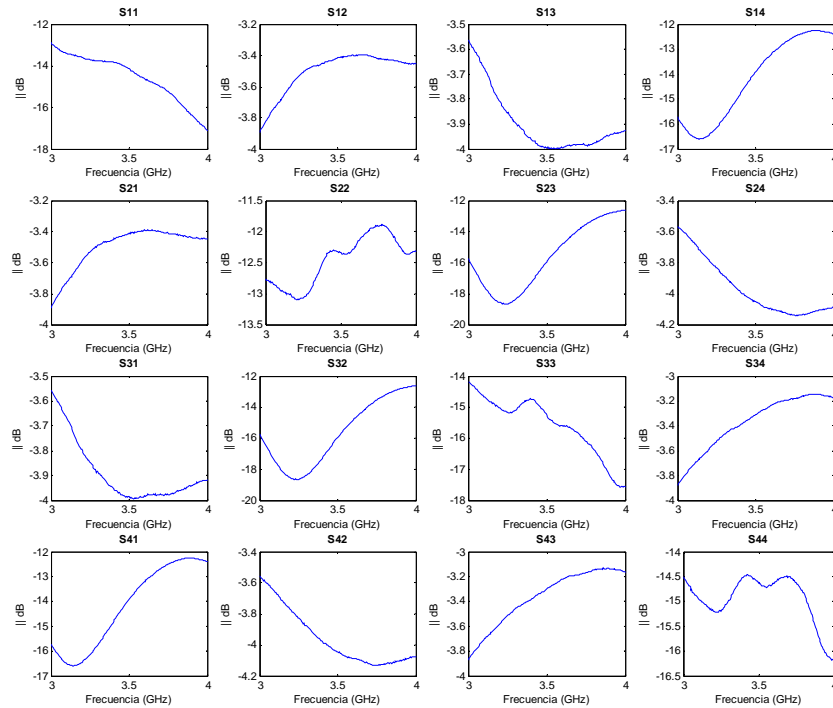 S11 S12 S13 S14
-12 -3.2 -3.5 -12
-14 -3.4 -3.6 -13
-16 -3.6 -3.7 -14
-18 -3.8 -3.8 -15
-4 -3.9 -16
-4 -17
|| dB || dB || dB || dB
3 3.5 4 3 3.5 4 3 3.5 4 3 3.5 4
Frecuencia (GHz) Frecuencia (GHz) Frecuencia (GHz) Frecuencia (GHz)
S21 S22 S23 S24
-3.2 -11.5 -12 -3.4
-3.4 -12 -14 -3.6
-3.6 -12.5 -16 -3.8
-3.8 -13 -18 -4
-4 -13.5 -20 -4.2
|| dB || dB || dB || dB
3 3.5 4 3 3.5 4 3 3.5 4 3 3.5 4
Frecuencia (GHz) Frecuencia (GHz) Frecuencia (GHz) Frecuencia (GHz)
S31 S32 S33 S34
-3.5 -12 -14 -3
-3.6 -14 -15 -3.2
-3.7 -16 -16 -3.4
-3.8 -18 -17 -3.6
-3.9 -20 -18 -3.8
-4 -4
|| dB || dB || dB || dB
3 3.5 4 3 3.5 4 3 3.5 4 3 3.5 4
Frecuencia (GHz) Frecuencia (GHz) Frecuencia (GHz) Frecuencia (GHz)
S41 S42 S43 S44
-12 -3.4 -3 -14
-13 -3.6 -3.2 -14.5
-14 -3.8 -3.4 -15
-15 -4 -3.6 -15.5
-16 -4.2 -3.8 -16
-17 -4 -16.5
|| dB || dB || dB || dB
3 3.5 4 3 3.5 4 3 3.5 4 3 3.5 4
Frecuencia (GHz) Frecuencia (GHz) Frecuencia (GHz) Frecuencia (GHz)